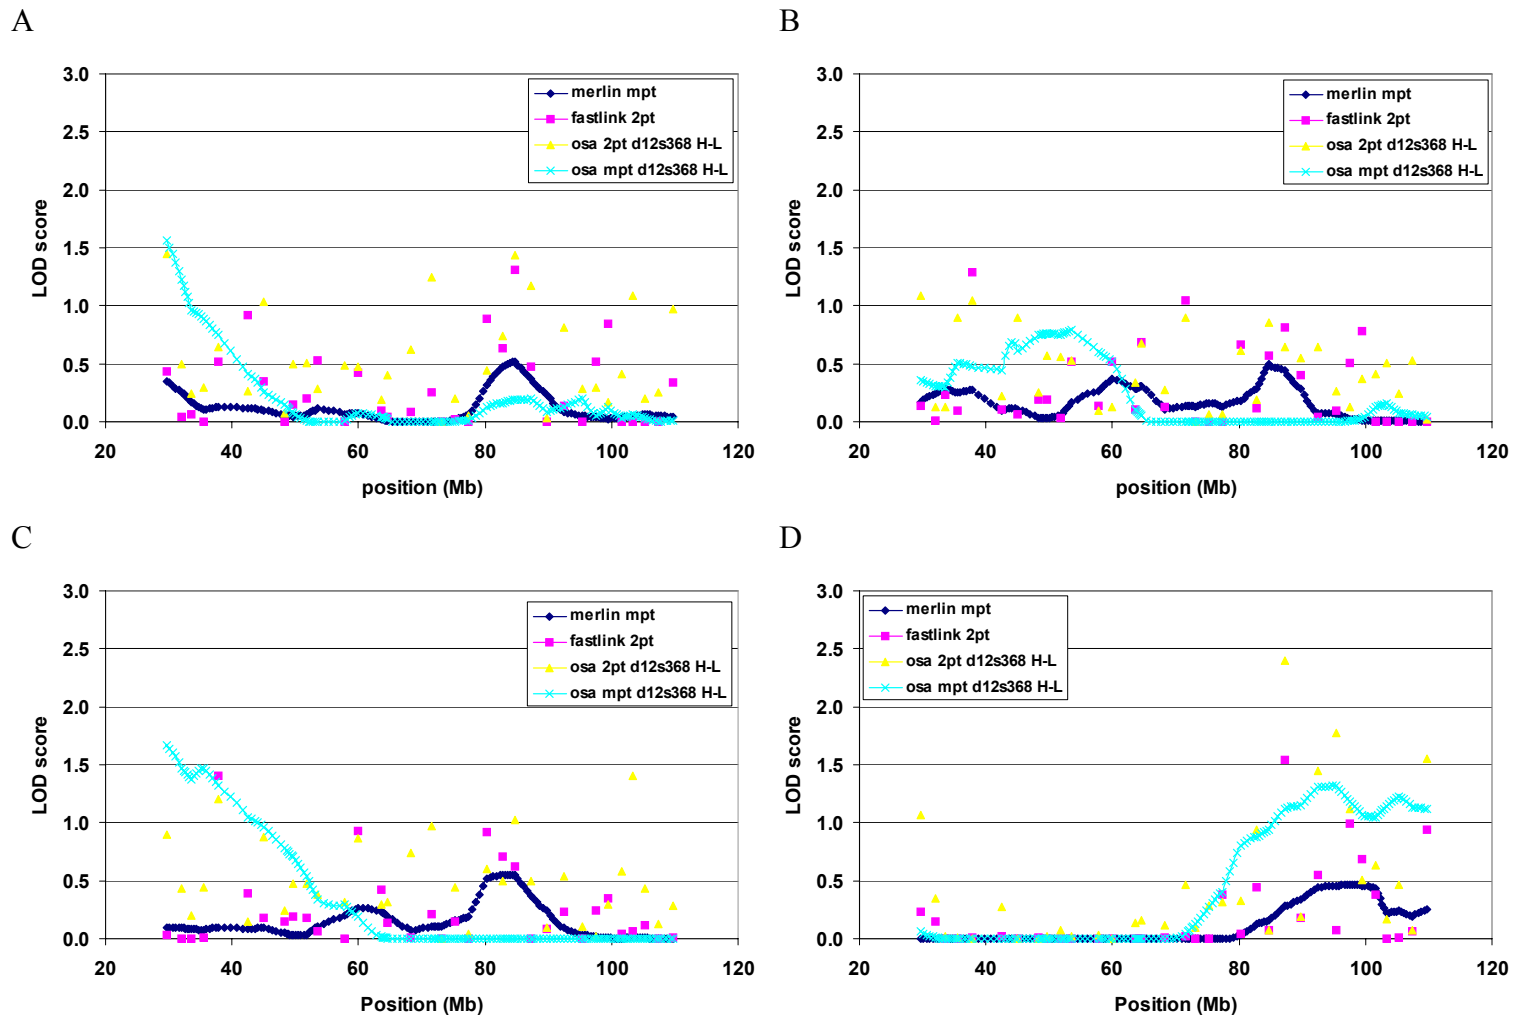 A
B
3.0
2.5
2.0
1.5
1.0
0.5
0.0
20
40
60
80
100
120
LOD score
position (Mb)
merlin mpt
fastlink 2pt
osa 2pt d12s368 H-L
osa mpt d12s368 H-L
3.0
2.5
2.0
1.5
1.0
0.5
0.0
20
40
60
80
100
120
LOD score
position (Mb)
merlin mpt
fastlink 2pt
osa 2pt d12s368 H-L
osa mpt d12s368 H-L
C
D
3.0
2.5
2.0
1.5
1.0
0.5
0.0
20
40
60
80
100
120
LOD score
Position (Mb)
merlin mpt
fastlink 2pt
osa 2pt d12s368 H-L
osa mpt d12s368 H-L
3.0
2.5
2.0
1.5
1.0
0.5
0.0
20
40
60
80
100
120
LOD score
Position (Mb)
merlin mpt
fastlink 2pt
osa 2pt d12s368 H-L
osa mpt d12s368 H-L